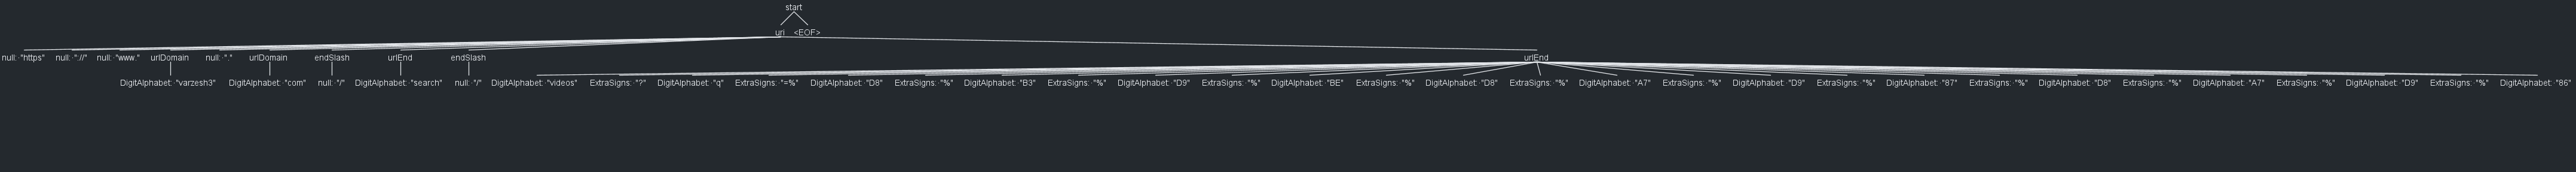 start
uri <EOF>
null:·"https" null:·"://" null:·"www." urlDomain null:·"." urlDomain endSlash urlEnd endSlash urlEnd
DigitAlphabet:·"varzesh3" DigitAlphabet:·"com" null:·"/" DigitAlphabet:·"search" null:·"/" DigitAlphabet:·"videos" ExtraSigns:·"?" DigitAlphabet:·"q" ExtraSigns:·"=%" DigitAlphabet:·"D8" ExtraSigns:·"%" DigitAlphabet:·"B3" ExtraSigns:·"%" DigitAlphabet:·"D9" ExtraSigns:·"%" DigitAlphabet:·"BE" ExtraSigns:·"%" DigitAlphabet:·"D8" ExtraSigns:·"%" DigitAlphabet:·"A7" ExtraSigns:·"%" DigitAlphabet:·"D9" ExtraSigns:·"%" DigitAlphabet:·"87" ExtraSigns:·"%" DigitAlphabet:·"D8" ExtraSigns:·"%" DigitAlphabet:·"A7" ExtraSigns:·"%" DigitAlphabet:·"D9" ExtraSigns:·"%" DigitAlphabet:·"86"